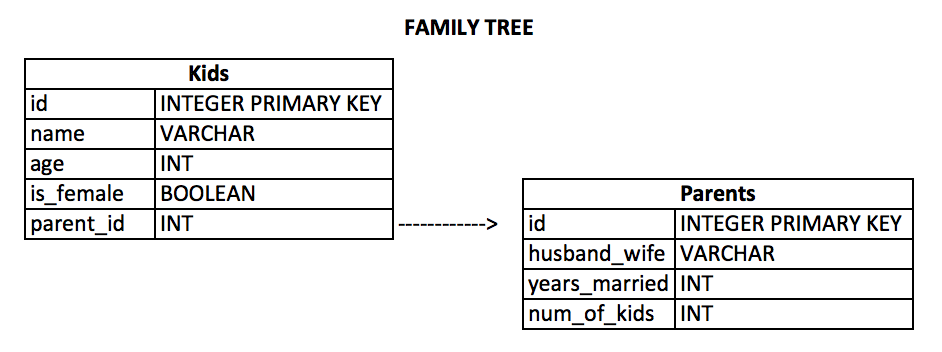 FAMILY TREE
Kids
id INTEGER PRIMARY KEY
name VARCHAR
age INT
is_female BOOLEAN
parent_id INT ------------>
Parents
id INTEGER PRIMARY KEY
husband_wife VARCHAR
years_married INT
num_of_kids INT